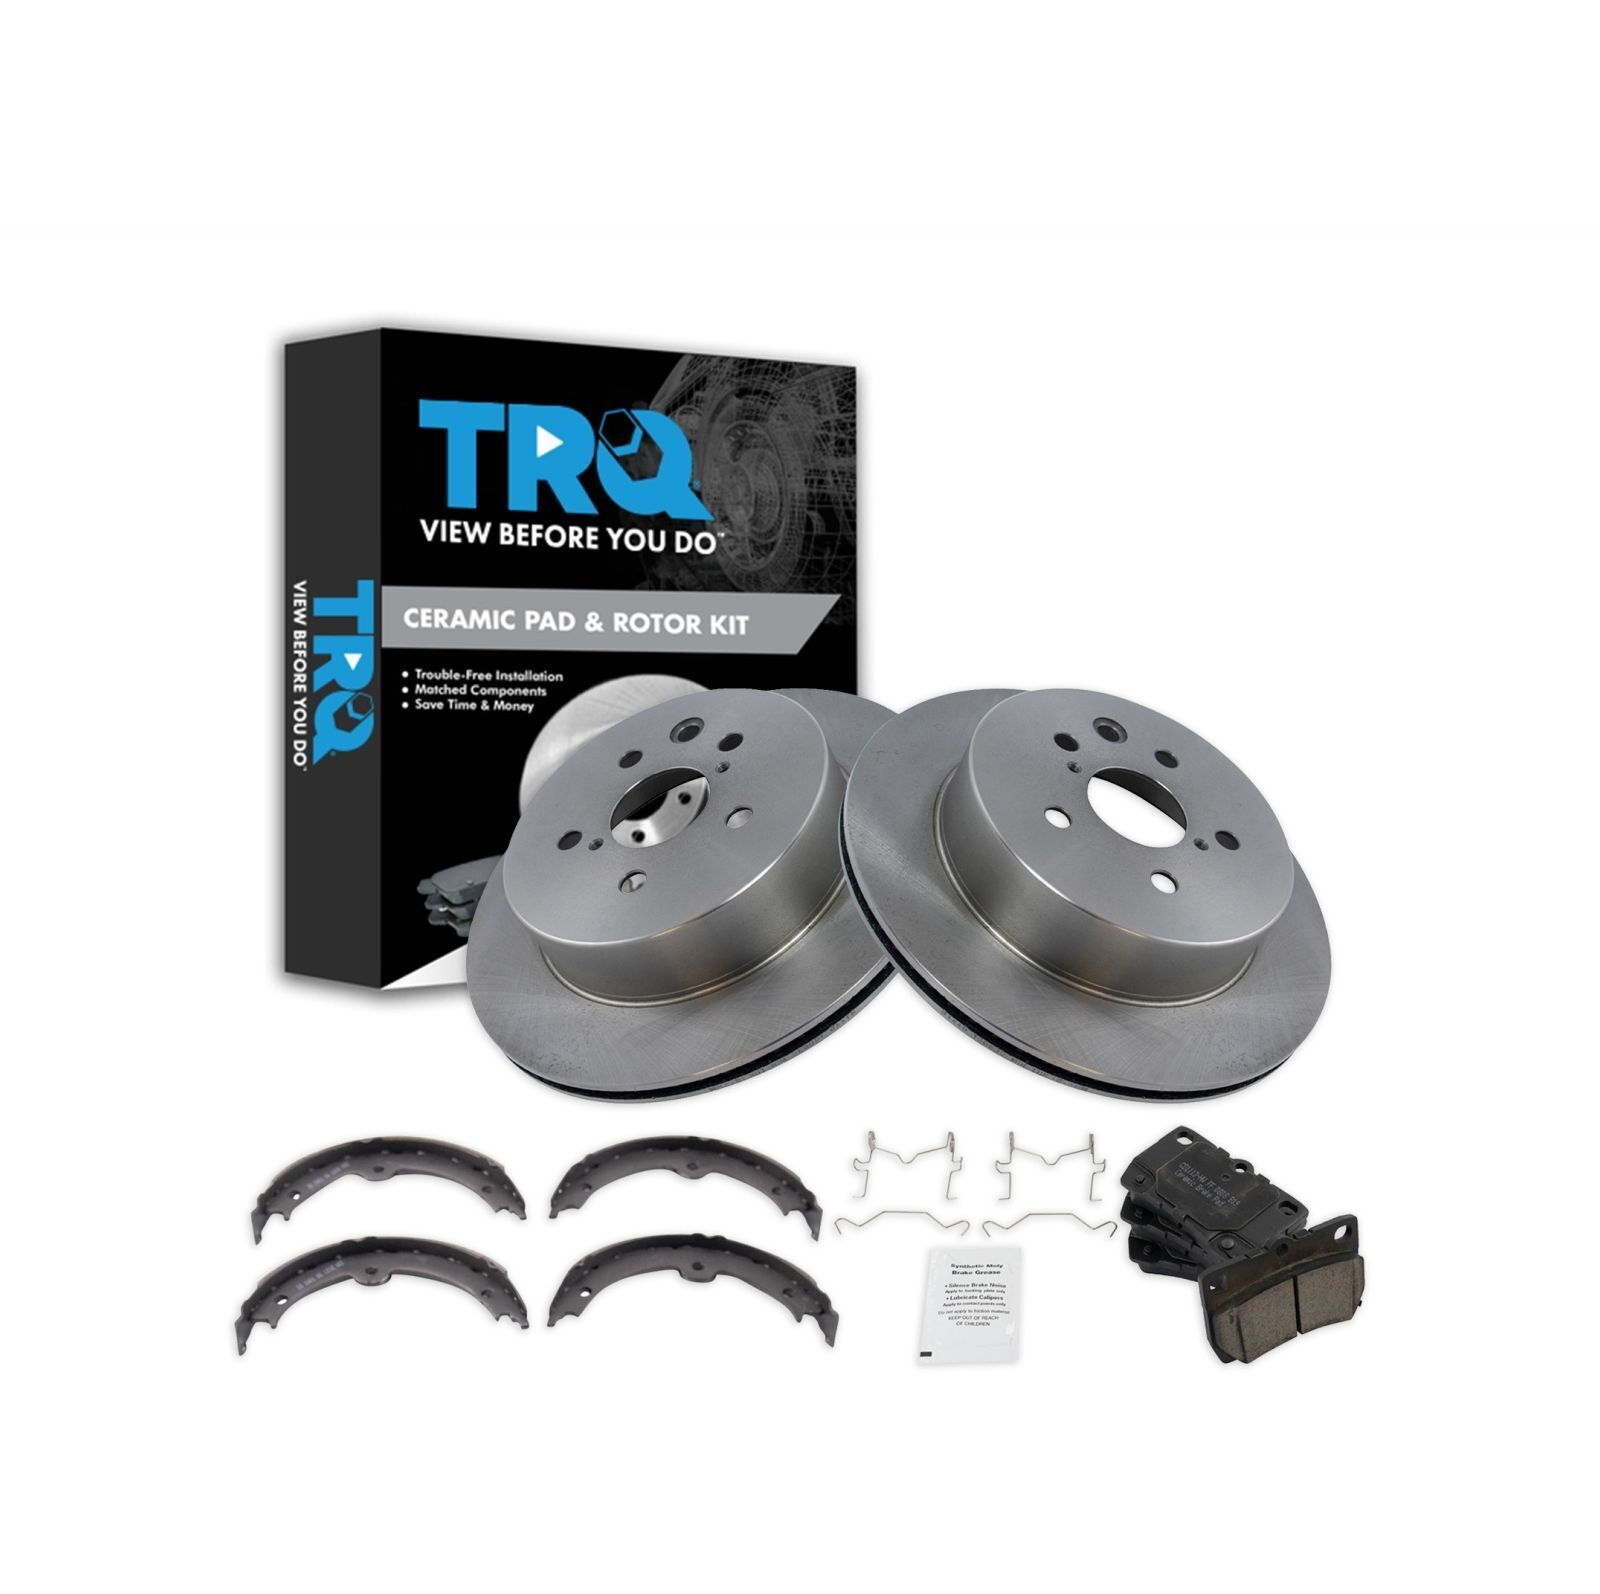 TRQ
VIEW BEFORE YOU DO™
CERAMIC PAD & ROTOR KIT
• Trouble-Free Installation
• Matched Components
• Save Time & Money
TRQ
VIEW BEFORE YOU DO™
Synthetic Moly
Brake Grease
• Silence Brake Noise
Apply to backing plate only
• Lubricate Calipers
Apply to contact points only
Do not apply to friction material
KEEP OUT OF REACH
OF CHILDREN
Ceramic Brake Pad